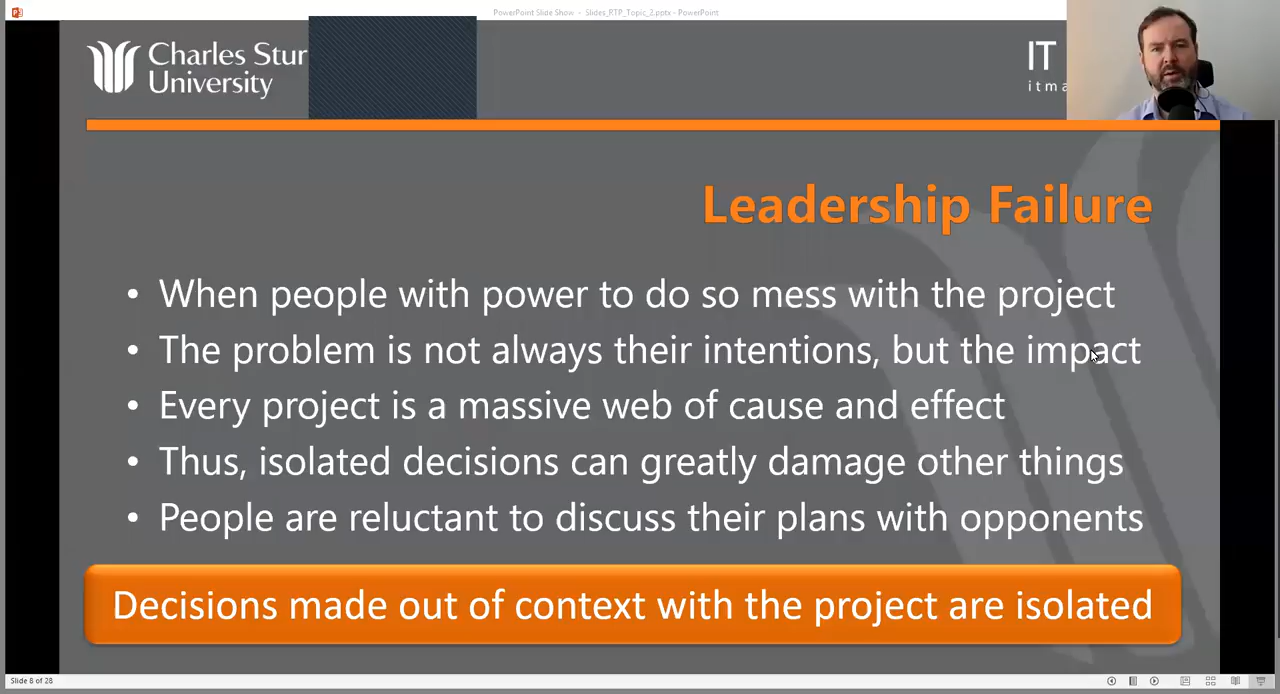 PowerPoint Slide Show - Slides_RTP_Topic_2.pptx - PowerPoint
Charles Stur
University
IT
itma
Leadership Failure
• When people with power to do so mess with the project
• The problem is not always their intentions, but the impact
• Every project is a massive web of cause and effect
• Thus, isolated decisions can greatly damage other things
• People are reluctant to discuss their plans with opponents
Decisions made out of context with the project are isolated
Slide 8 of 28